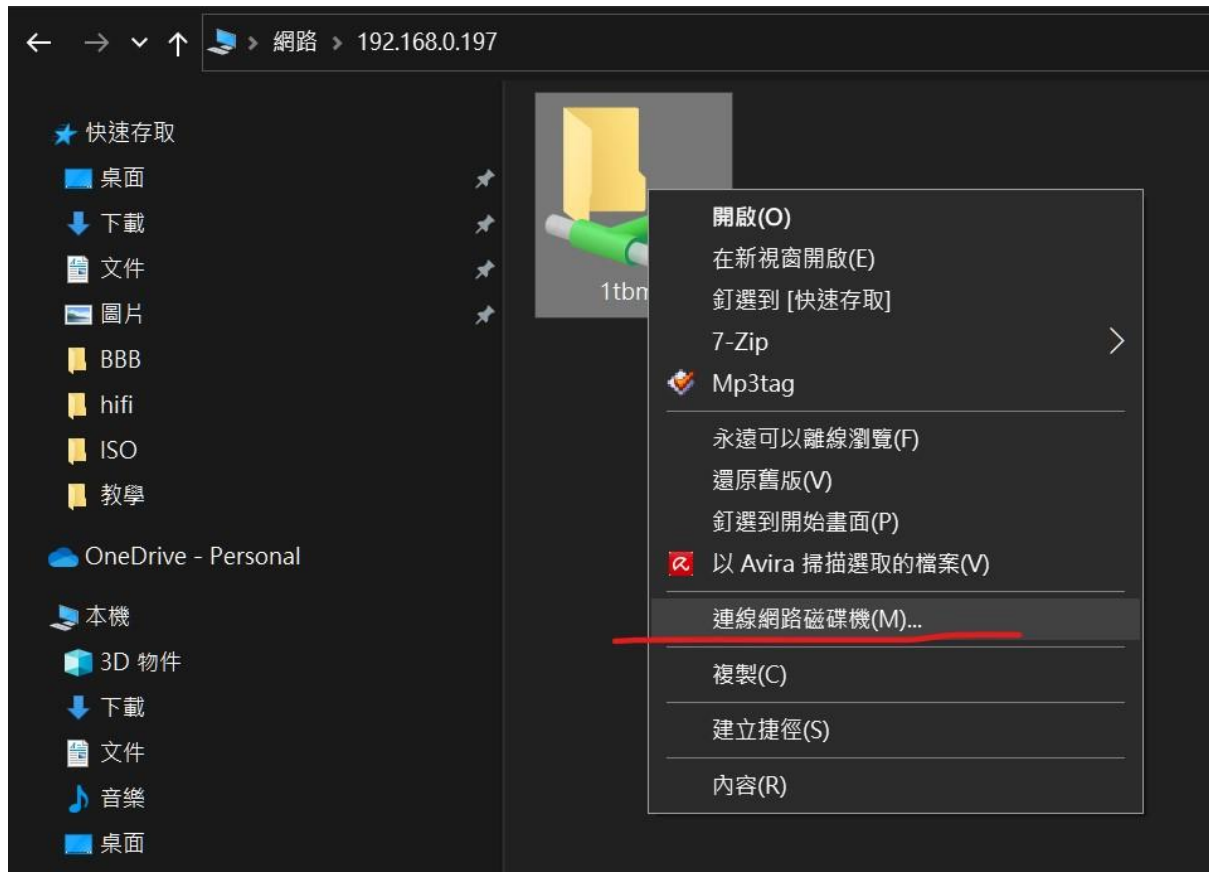 網路 > 192.168.0.197
快速存取
桌面
下載
文件
圖片
BBB
hifi
ISO
教學
OneDrive - Personal
本機
3D 物件
下載
文件
音樂
桌面
開啟(O)
在新視窗開啟(E)
釘選到 [快速存取]
7-Zip
Mp3tag
永遠可以離線瀏覽(F)
還原舊版(V)
釘選到開始畫面(P)
以 Avira 掃描選取的檔案(V)
連線網路磁碟機(M)...
複製(C)
建立捷徑(S)
內容(R)